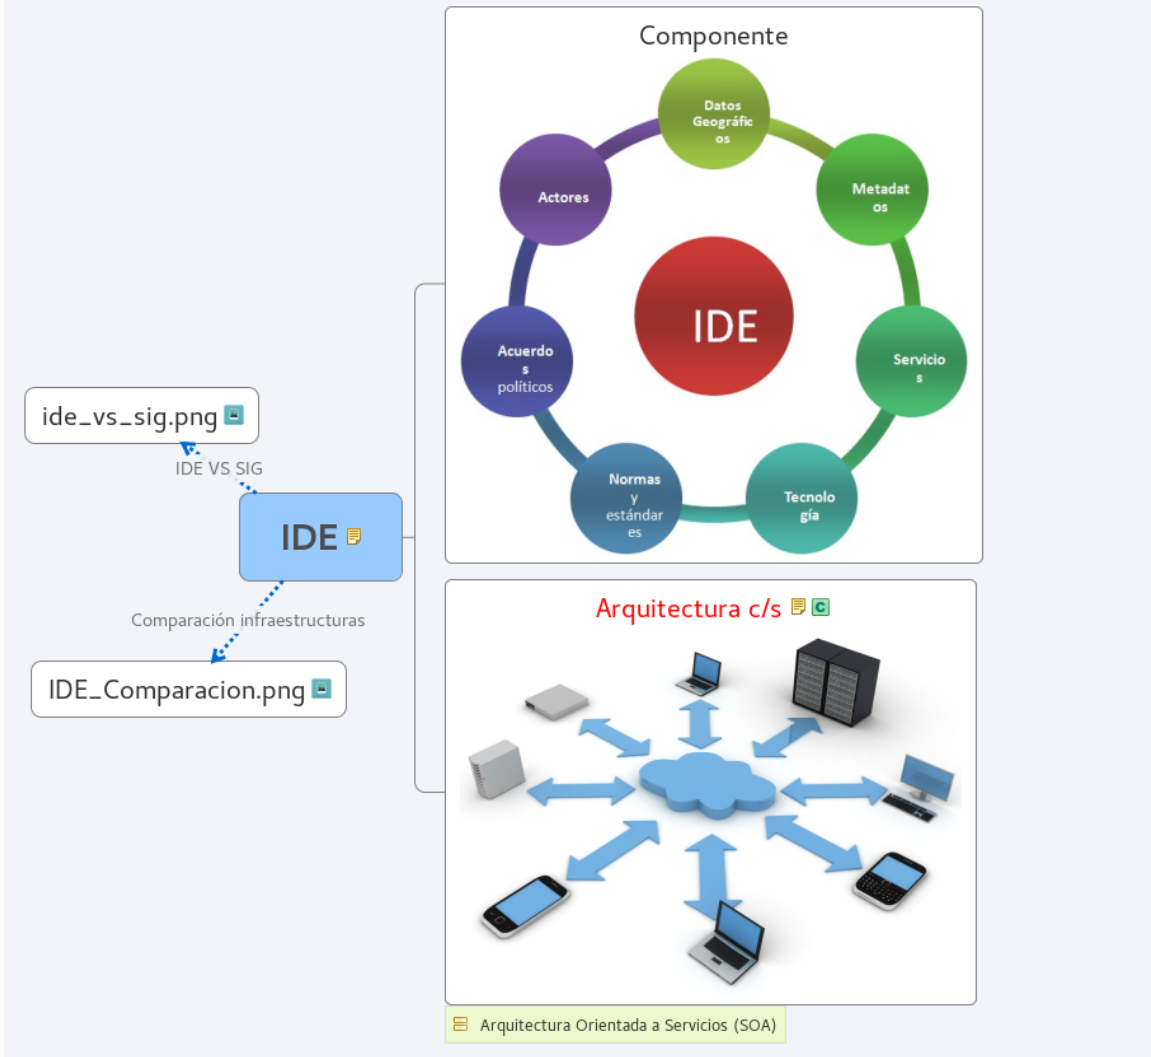 Componente
Datos
Geográfic
os
Actores
Metadat
os
IDE
Acuerdo
s
políticos
Servicio
s
Normas
y
estándar
es
Tecnolo
gía
ide_vs_sig.png
IDE VS SIG
IDE
Comparación infraestructuras
IDE_Comparacion.png
Arquitectura c/s C
Arquitectura Orientada a Servicios (SOA)